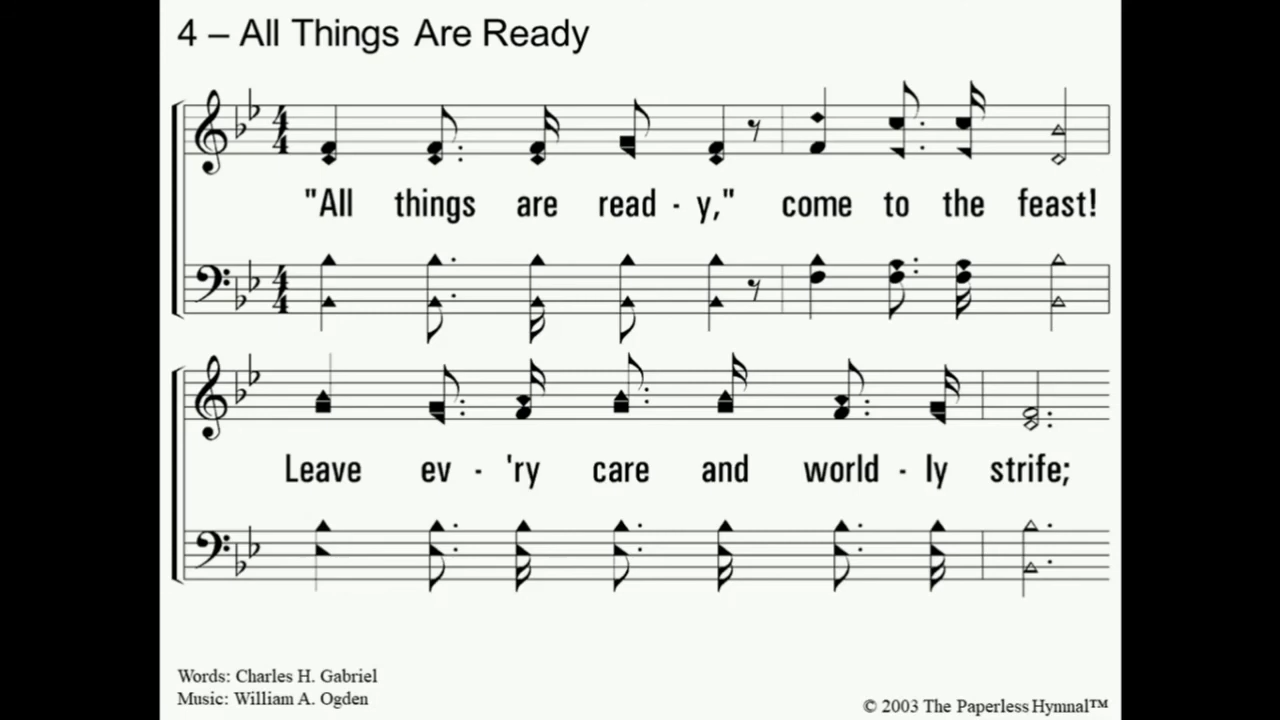 4 – All Things Are Ready
"All things are read - y," come to the feast!
Leave ev - 'ry care and world - ly strife;
Words: Charles H. Gabriel
Music: William A. Ogden
© 2003 The Paperless Hymnal™